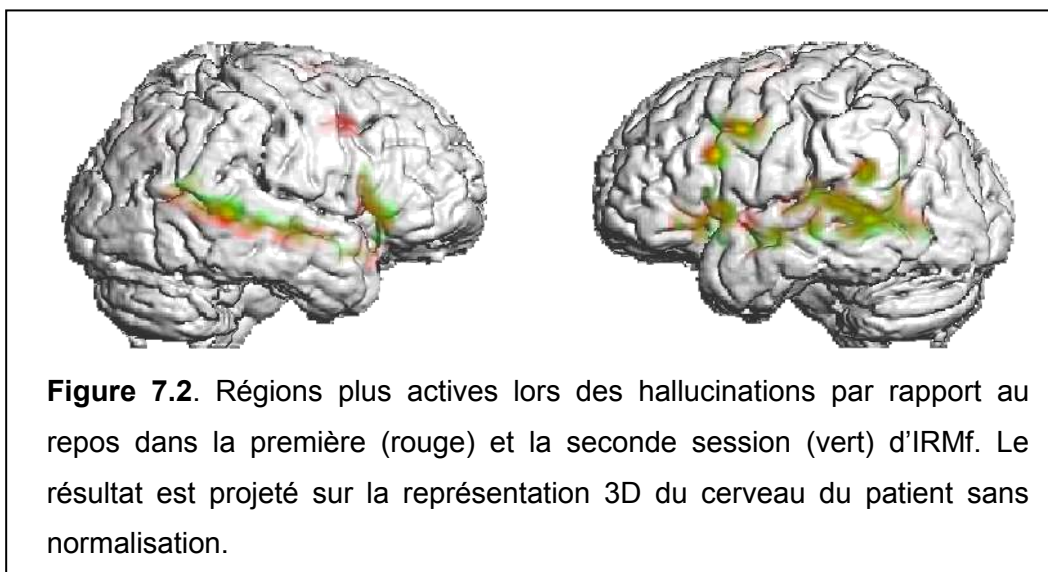 Figure 7.2. Régions plus actives lors des hallucinations par rapport au
repos dans la première (rouge) et la seconde session (vert) d’IRMf. Le
résultat est projeté sur la représentation 3D du cerveau du patient sans
normalisation.